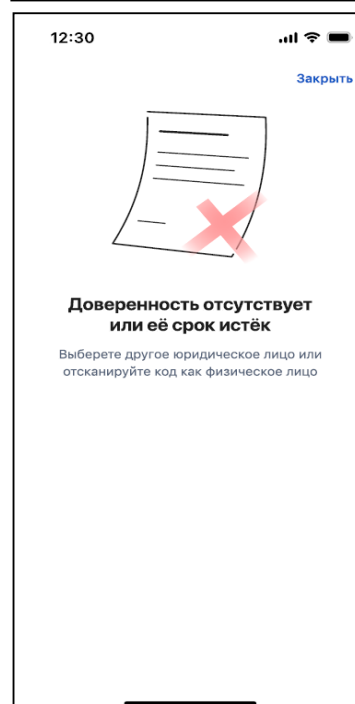 12:30
Закрыть
Доверенность отсутствует
или её срок истёк
Выберете другое юридическое лицо или
отсканируйте код как физическое лицо